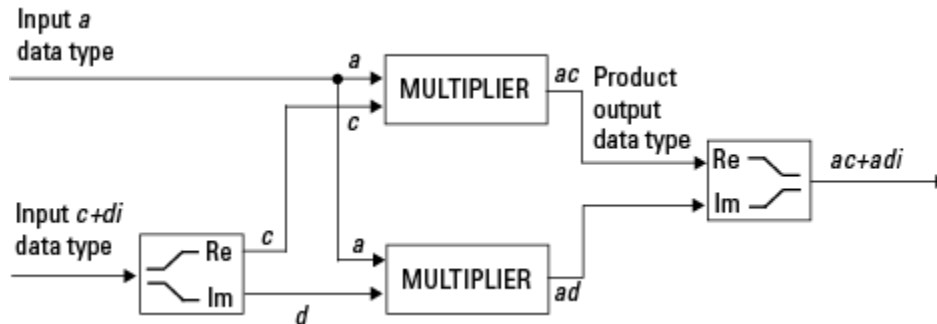 Input a
data type
a
MULTIPLIER
ac
Product
output
data type
c
Re
Im
ac+adi
Input c+di
data type
Re
Im
c
d
a
MULTIPLIER
ad